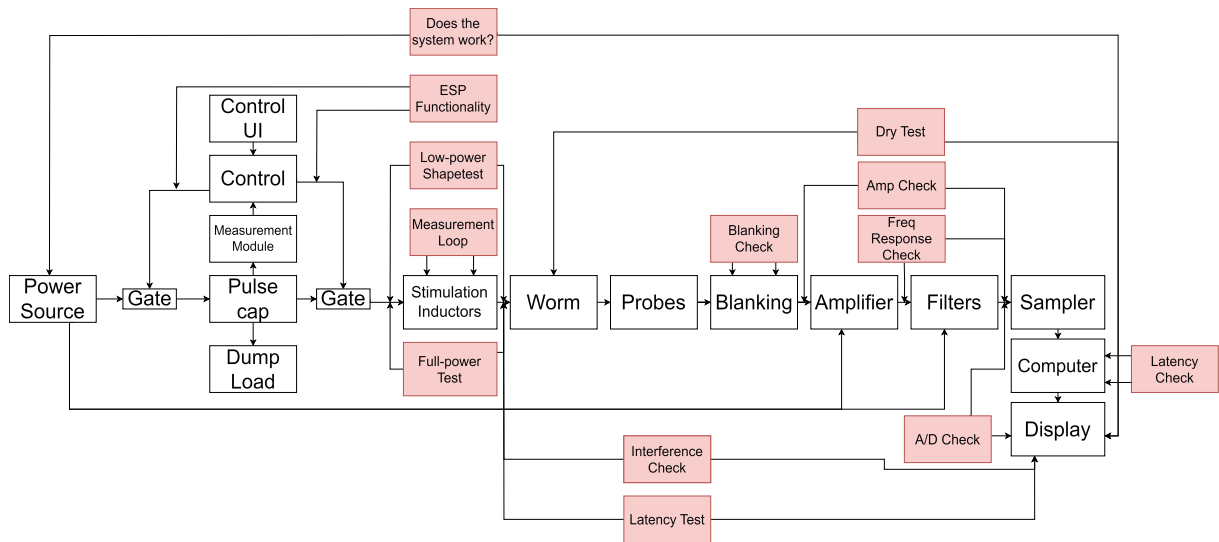 Does the
system work?
ESP
Functionality
Control
UI
Dry Test
Low-power
Shapetest
Control
Amp Check
Measurement
Module
Measurement
Loop
Blanking
Check
Freq
Response
Check
Power
Source
Gate
Pulse
cap
Gate
Stimulation
Inductors
Worm
Probes
Blanking
Amplifier
Filters
Sampler
Dump
Load
Full-power
Test
Computer
Latency
Check
A/D Check
Display
Interference
Check
Latency Test